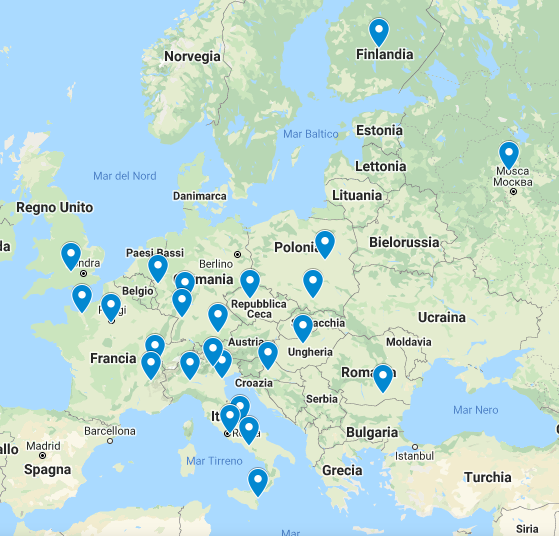 Norvegia
Finlandia
Mar Baltico
Estonia
Mosca
Москва
Lettonia
Mar del Nord
Danimarca
Lituania
Regno Unito
Polonia
Bielorussia
Paesi Bassi
Berlino
Belgio
Repubblica
Ceca
Ucraina
Austria
Moldavia
Francia
Ungheria
Croazia
Serbia
Mar Nero
Barcellona
Bulgaria
Madrid
Spagna
Istanbul
Mar Tirreno
Grecia
Turchia
Siria
Mar